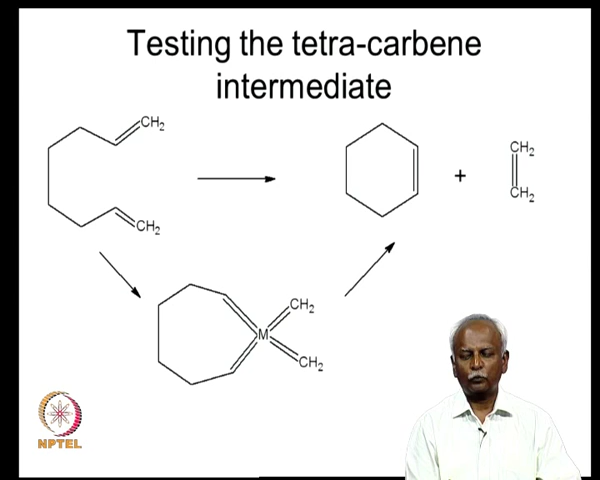 Testing the tetra-carbene
intermediate
CH2
CH2
+
CH2
CH2
M
CH2
CH2
NPTEL